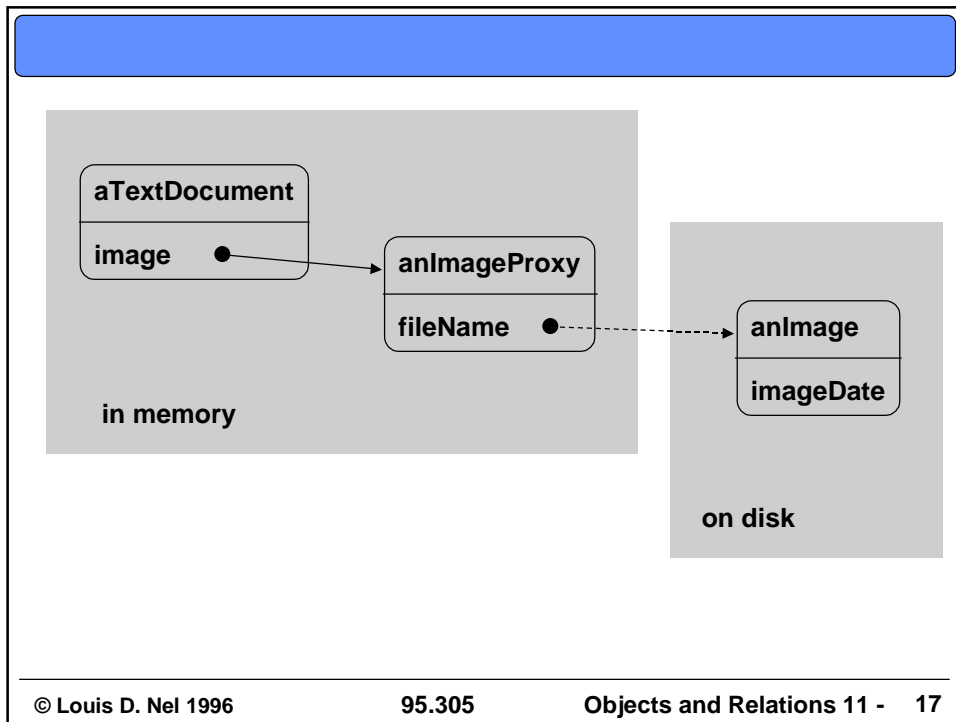 aTextDocument
image
anImageProxy
fileName
anImage
imageDate
in memory
on disk
© Louis D. Nel 1996 95.305 Objects and Relations 11 - 17